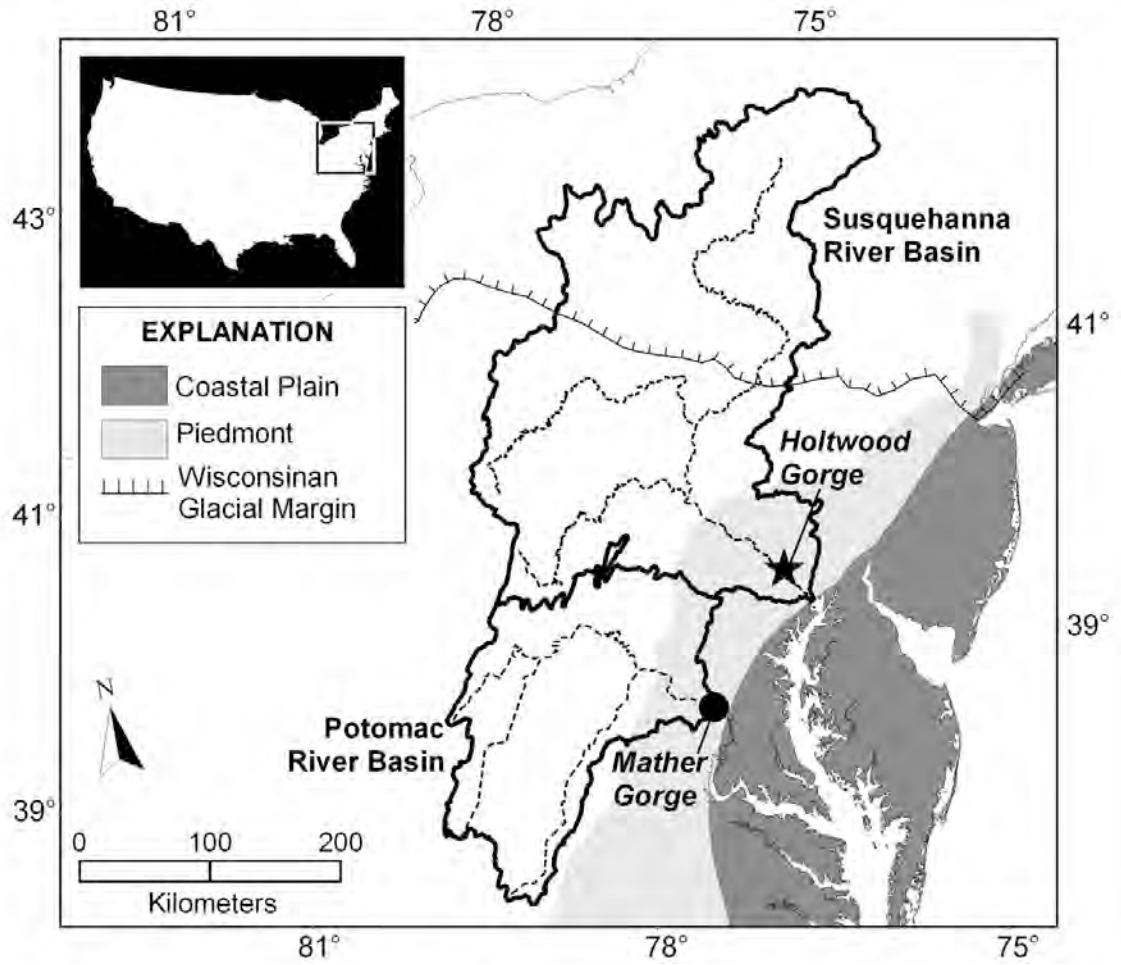 81°
78°
75°
43°
Susquehanna
River Basin
EXPLANATION
Coastal Plain
Piedmont
Wisconsinan
Glacial Margin
41°
Holtwood
Gorge
41°
39°
N
Potomac
River Basin
Mather
Gorge
39°
0 100 200
Kilometers
81°
78°
75°